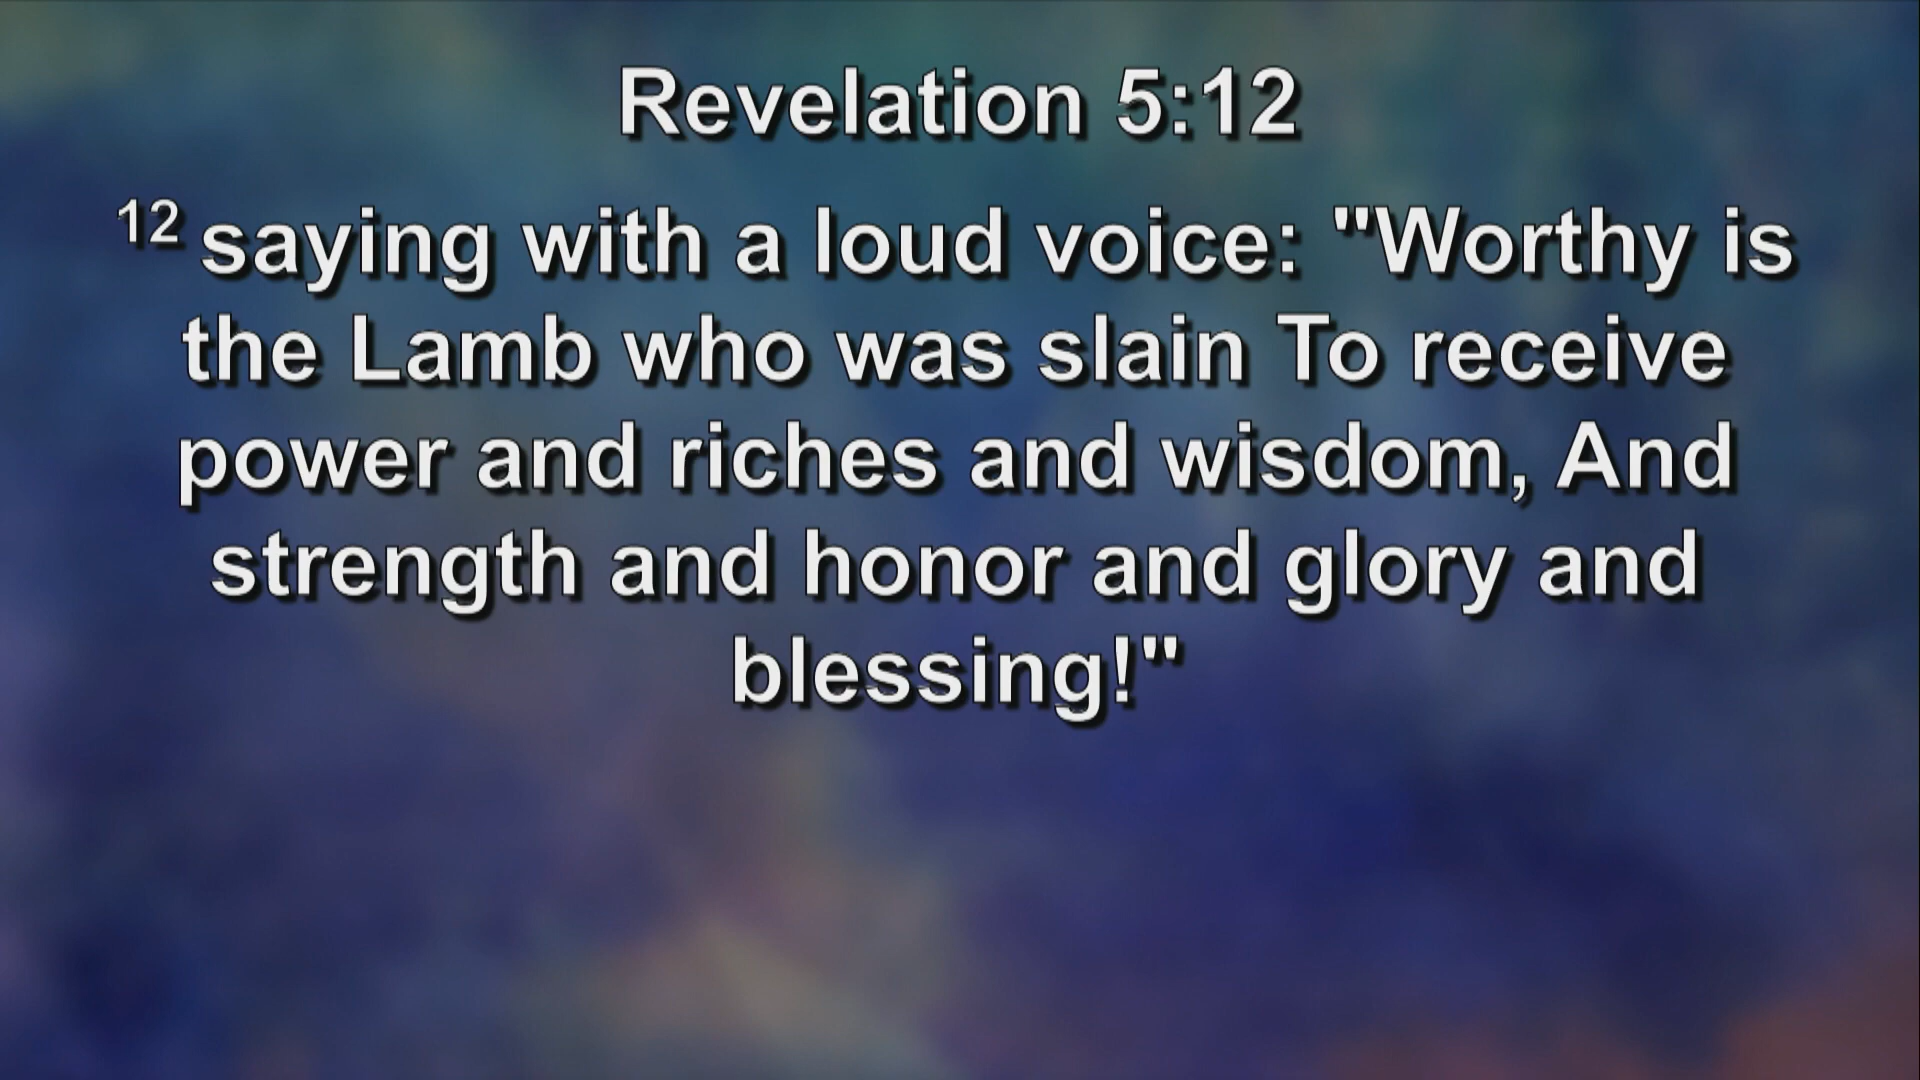 Revelation 5:12
12 saying with a loud voice: "Worthy is
the Lamb who was slain To receive
power and riches and wisdom, And
strength and honor and glory and
blessing!"